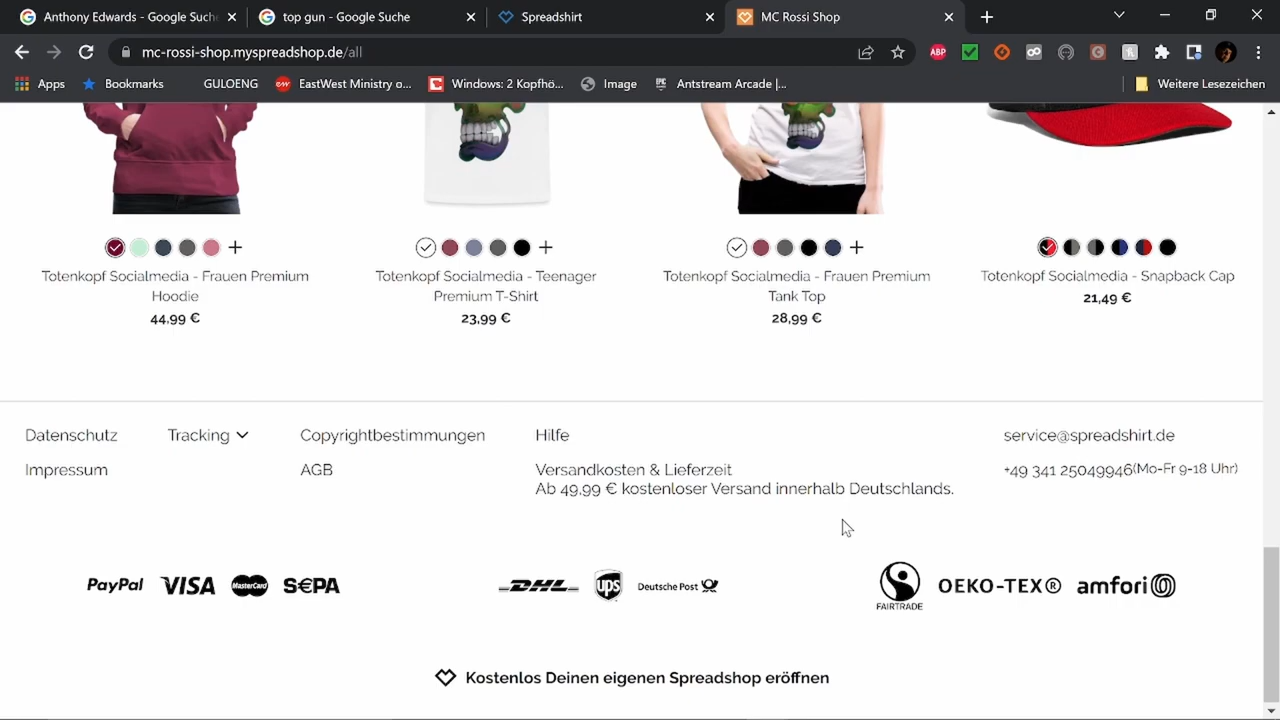 Anthony Edwards - Google Suche
top gun - Google Suche
Spreadshirt
MC Rossi Shop
mc-rossi-shop.myspreadshop.de/all
ABP
Apps
Bookmarks
GULOENG
EastWest Ministry o...
Windows: 2 Kopfhö...
Image
Antstream Arcade |...
Weitere Lesezeichen
Totenkopf Socialmedia - Frauen Premium
Hoodie
44,99 €
Totenkopf Socialmedia - Teenager
Premium T-Shirt
23,99 €
Totenkopf Socialmedia - Frauen Premium
Tank Top
28,99 €
Totenkopf Socialmedia - Snapback Cap
21,49 €
Datenschutz
Tracking
Copyrightbestimmungen
Hilfe
service@spreadshirt.de
Impressum
AGB
Versandkosten & Lieferzeit
Ab 49,99 € kostenloser Versand innerhalb Deutschlands.
+49 341 25049946(Mo-Fr 9-18 Uhr)
PayPal
VISA
MasterCard
S€PA
DHL
ups
Deutsche Post
FAIRTRADE
OEKO-TEX®
amfori
Kostenlos Deinen eigenen Spreadshop eröffnen